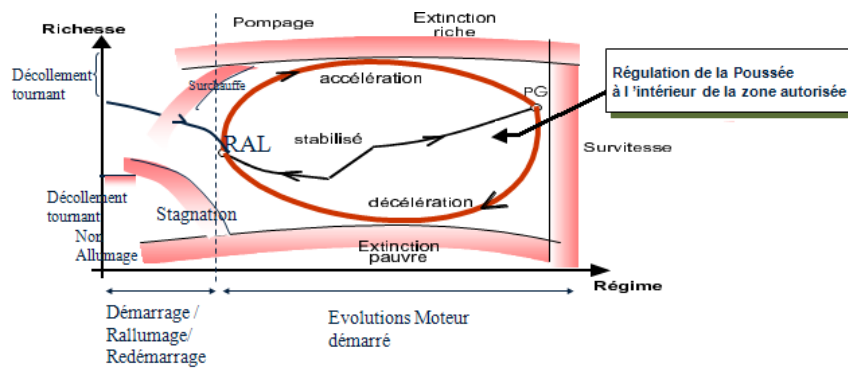 Richesse
Pompage
Extinction
riche
Décollement
tournant
Surchauffe
accélération
PG
Régulation de la Poussée
à l 'intérieur de la zone autorisée
RAL
stabilisé
Survitesse
décélération
Décollement
tournant
Stagnation
Non
Allumage
Extinction
pauvre
Régime
Démarrage /
Rallumage/
Redémarrage
Evolutions Moteur
démarré